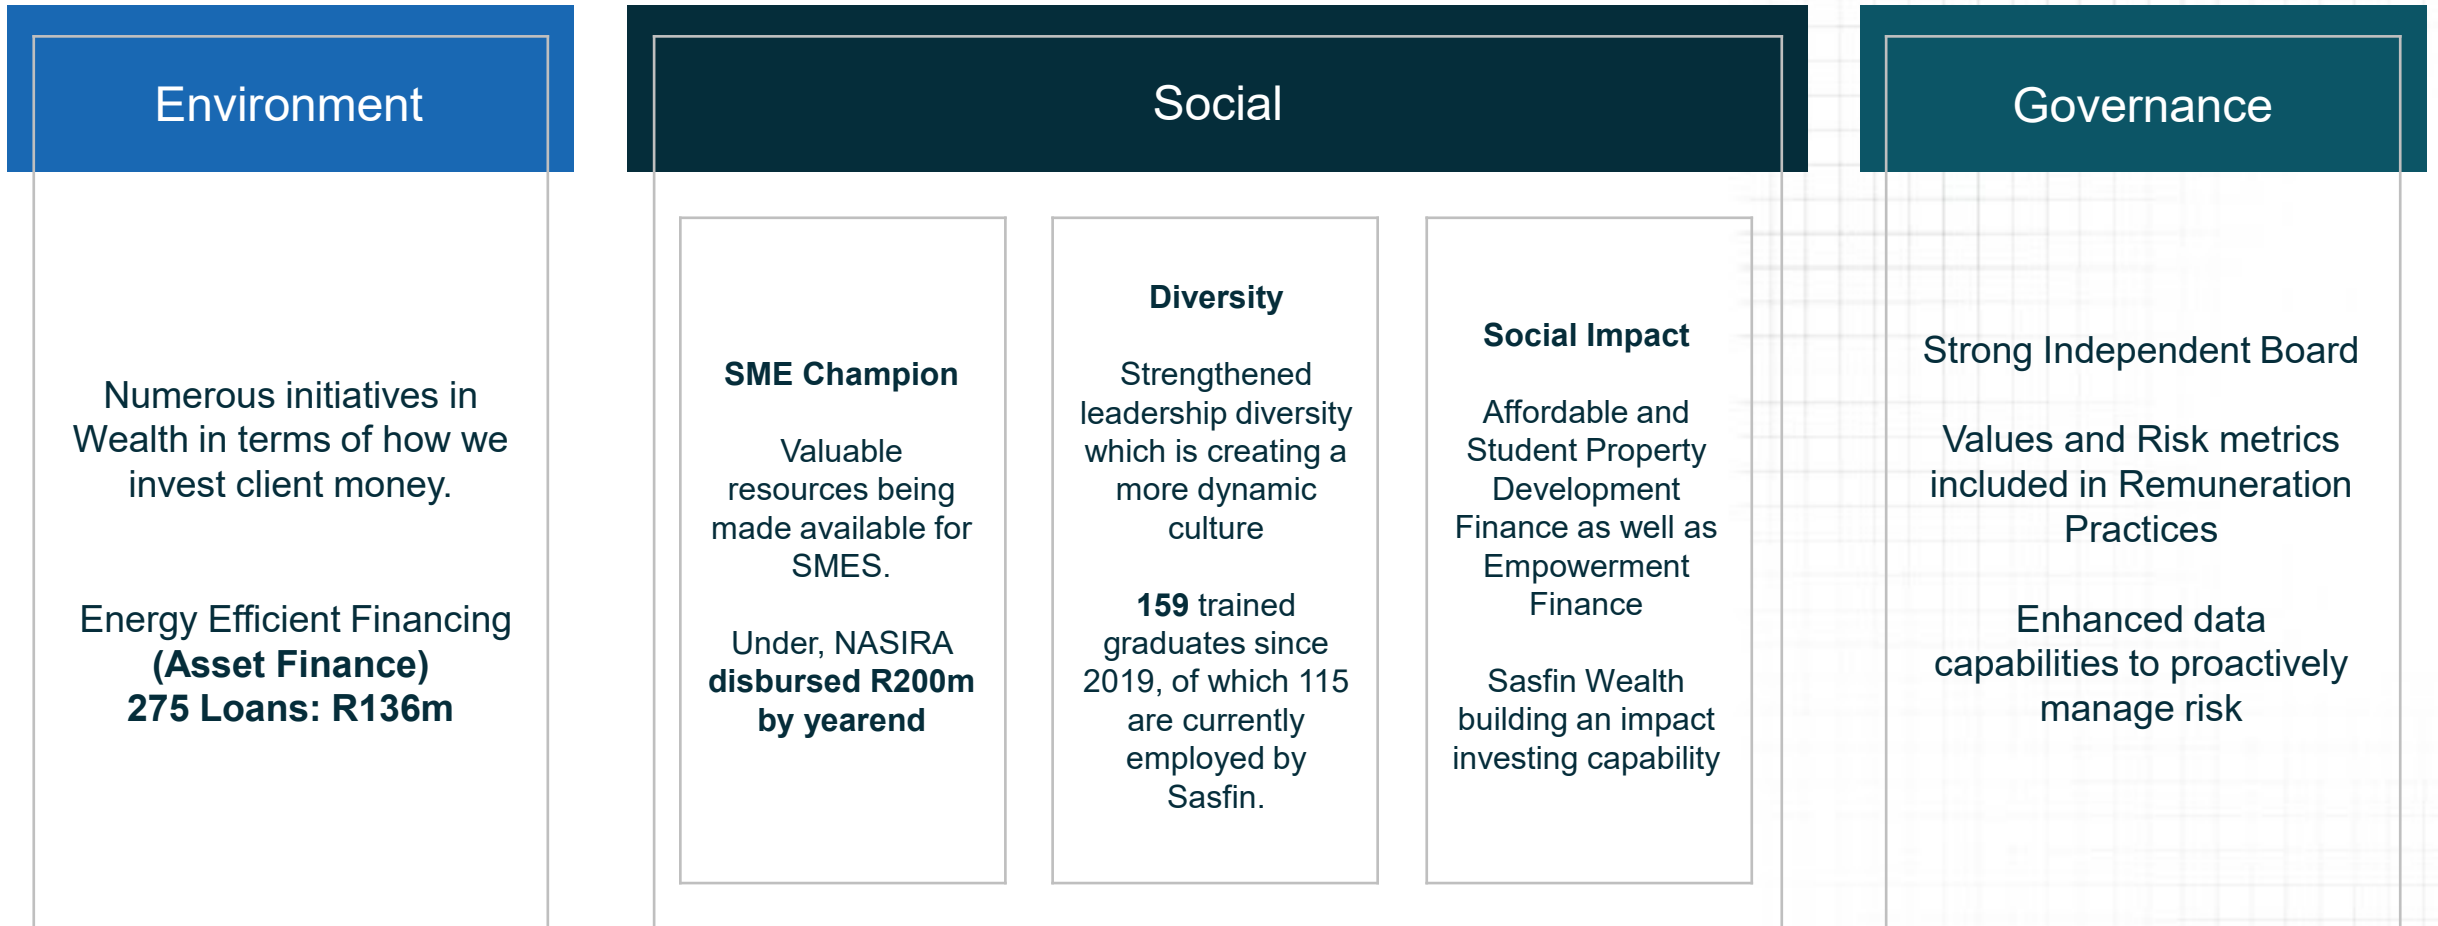 Environment
Numerous initiatives in
Wealth in terms of how we
invest client money.
Energy Efficient Financing
(Asset Finance)
275 Loans: R136m
Social
SME Champion
Valuable
resources being
made available for
SMES.
Under, NASIRA
disbursed R200m
by yearend
Diversity
Strengthened
leadership diversity
which is creating a
more dynamic
culture
159 trained
graduates since
2019, of which 115
are currently
employed by
Sasfin.
Social Impact
Affordable and
Student Property
Development
Finance as well as
Empowerment
Finance
Sasfin Wealth
building an impact
investing capability
Governance
Strong Independent Board
Values and Risk metrics
included in Remuneration
Practices
Enhanced data
capabilities to proactively
manage risk